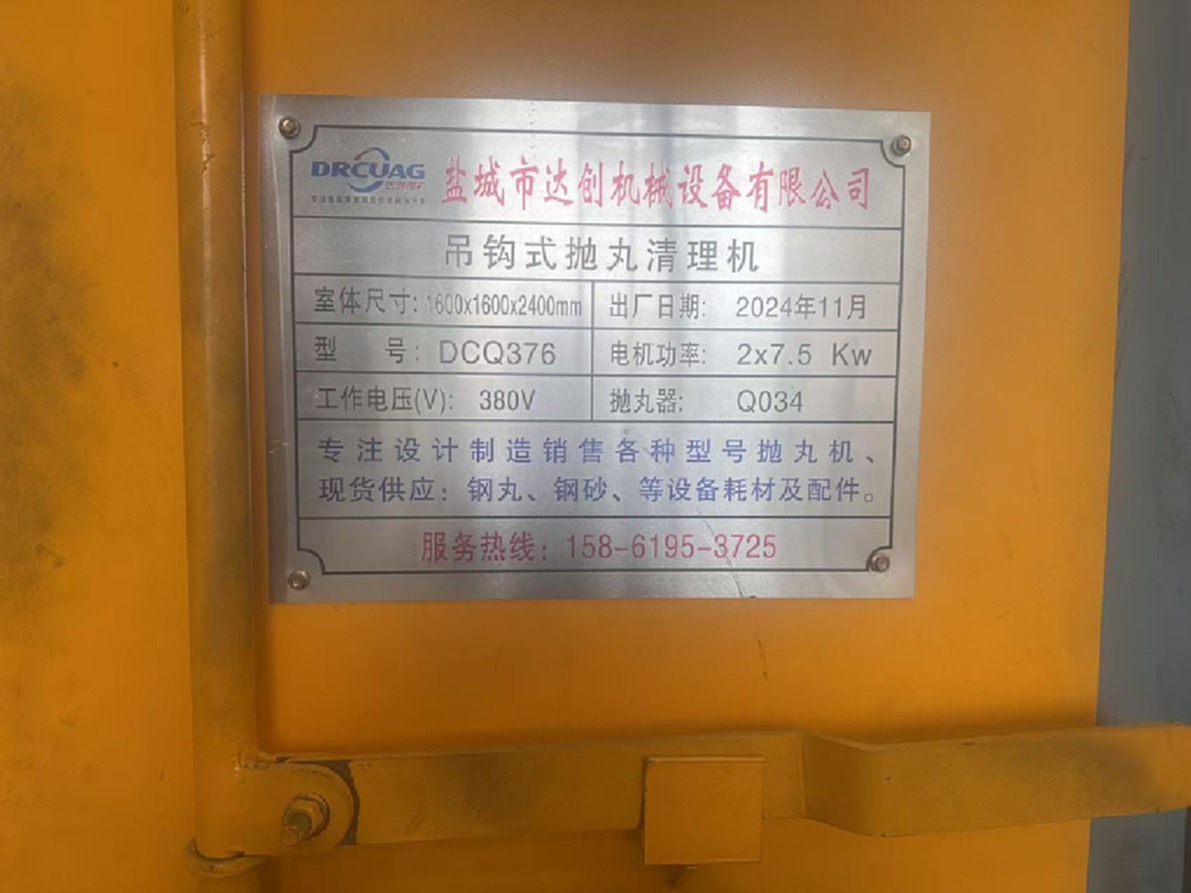 DRCUAG
盐城市达创机械设备有限公司
吊钩式抛丸清理机
室体尺寸: 1600x1600x2400mm 出厂日期: 2024年11月
型 号: DCQ376 电机功率: 2x7.5 Kw
工作电压(V): 380V 抛丸器: Q034
专注设计制造销售各种型号抛丸机、
现货供应: 钢丸、钢砂、等设备耗材及配件。
服务热线: 158-6195-3725